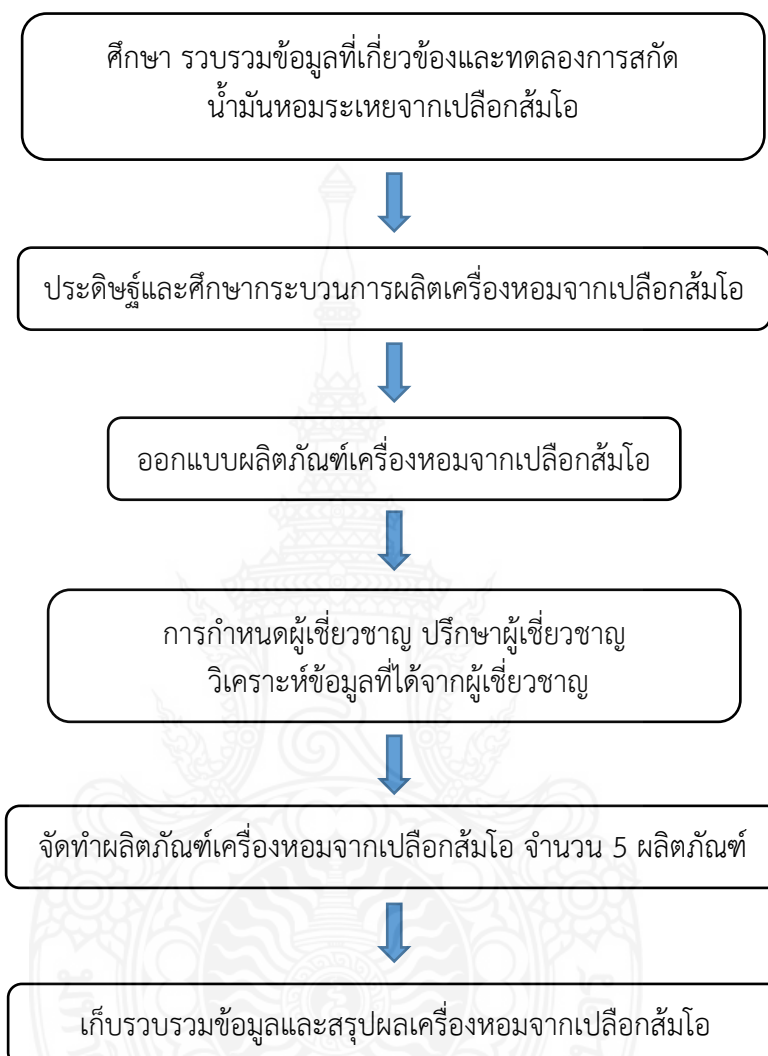 ศึกษา รวบรวมข้อมูลที่เกี่ยวข้องและทดลองการสกัด
น้ำมันหอมระเหยจากเปลือกส้มโอ
ประดิษฐ์และศึกษากระบวนการผลิตเครื่องหอมจากเปลือกส้มโอ
ออกแบบผลิตภัณฑ์เครื่องหอมจากเปลือกส้มโอ
การกำหนดผู้เชี่ยวชาญ ปรึกษาผู้เชี่ยวชาญ
วิเคราะห์ข้อมูลที่ได้จากผู้เชี่ยวชาญ
จัดทำผลิตภัณฑ์เครื่องหอมจากเปลือกส้มโอ จำนวน 5 ผลิตภัณฑ์
เก็บรวบรวมข้อมูลและสรุปผลเครื่องหอมจากเปลือกส้มโอ